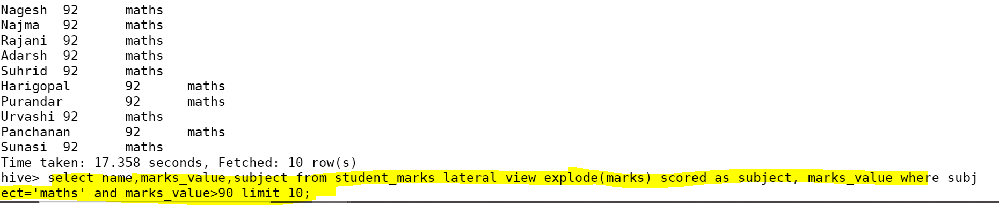 Nagesh  92      maths
Najma   92      maths
Rajani  92      maths
Adarsh  92      maths
Suhrid  92      maths
Harigopal       92      maths
Purandar        92      maths
Urvashi 92      maths
Panchanan       92      maths
Sunasi  92      maths
Time taken: 17.358 seconds, Fetched: 10 row(s)
hive> select name,marks_value,subject from student_marks lateral view explode(marks) scored as subject, marks_value where subj
ect='maths' and marks_value>90 limit 10;